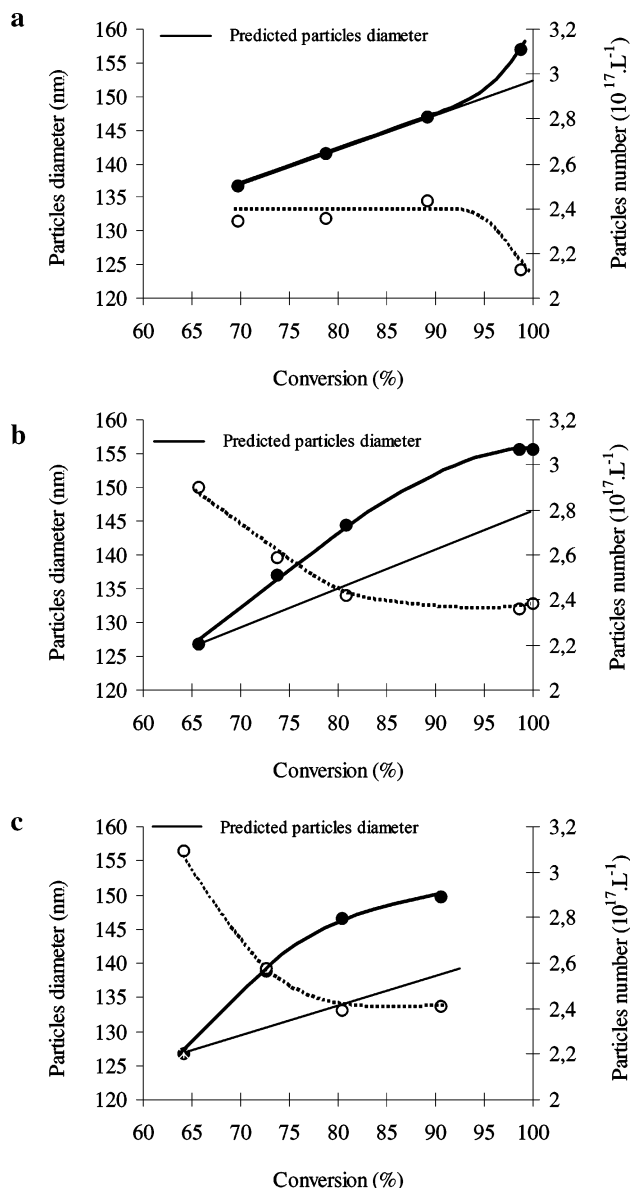 a
Predicted particles diameter
Particles diameter (nm)
160
155
150
145
140
135
130
125
120
3,2
3
2,8
2,6
2,4
2,2
2
Particles number (10 17.L-1)
60 65 70 75 80 85 90 95 100
Conversion (%)
b
Predicted particles diameter
Particles diameter (nm)
160
155
150
145
140
135
130
125
120
3,2
3
2,8
2,6
2,4
2,2
2
Particles number (1017.L-1)
60 65 70 75 80 85 90 95 100
Conversion (%)
c
Predicted particles diameter
Particles diameter (nm)
160
155
150
145
140
135
130
125
120
3,2
3
2,8
2,6
2,4
2,2
2
Particles number (1017.L-1)
60 65 70 75 80 85 90 95 100
Conversion (%)